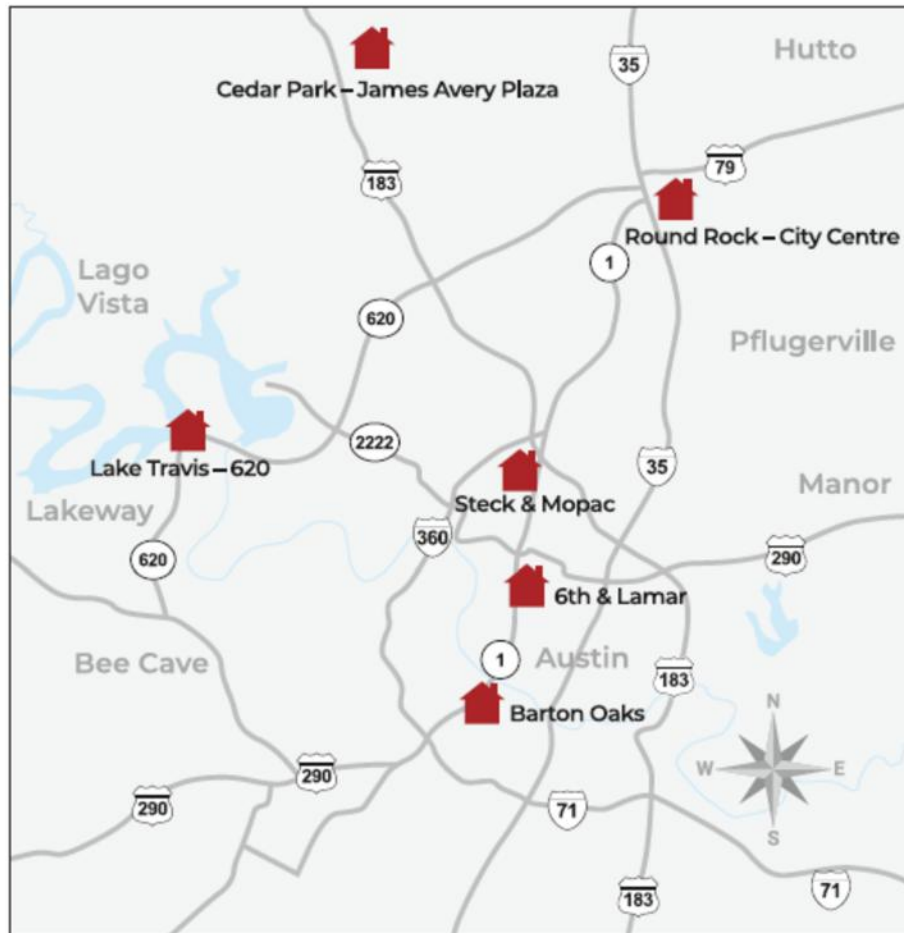 35
Hutto
Cedar Park – James Avery Plaza
79
183
Round Rock – City Centre
1
Lago
Vista
620
Pflugerville
2222
Lake Travis – 620
35
Steck & Mopac
Manor
Lakeway
360
620
290
6th & Lamar
1
Austin
Bee Cave
183
Barton Oaks
N
W
E
S
290
290
71
71
183